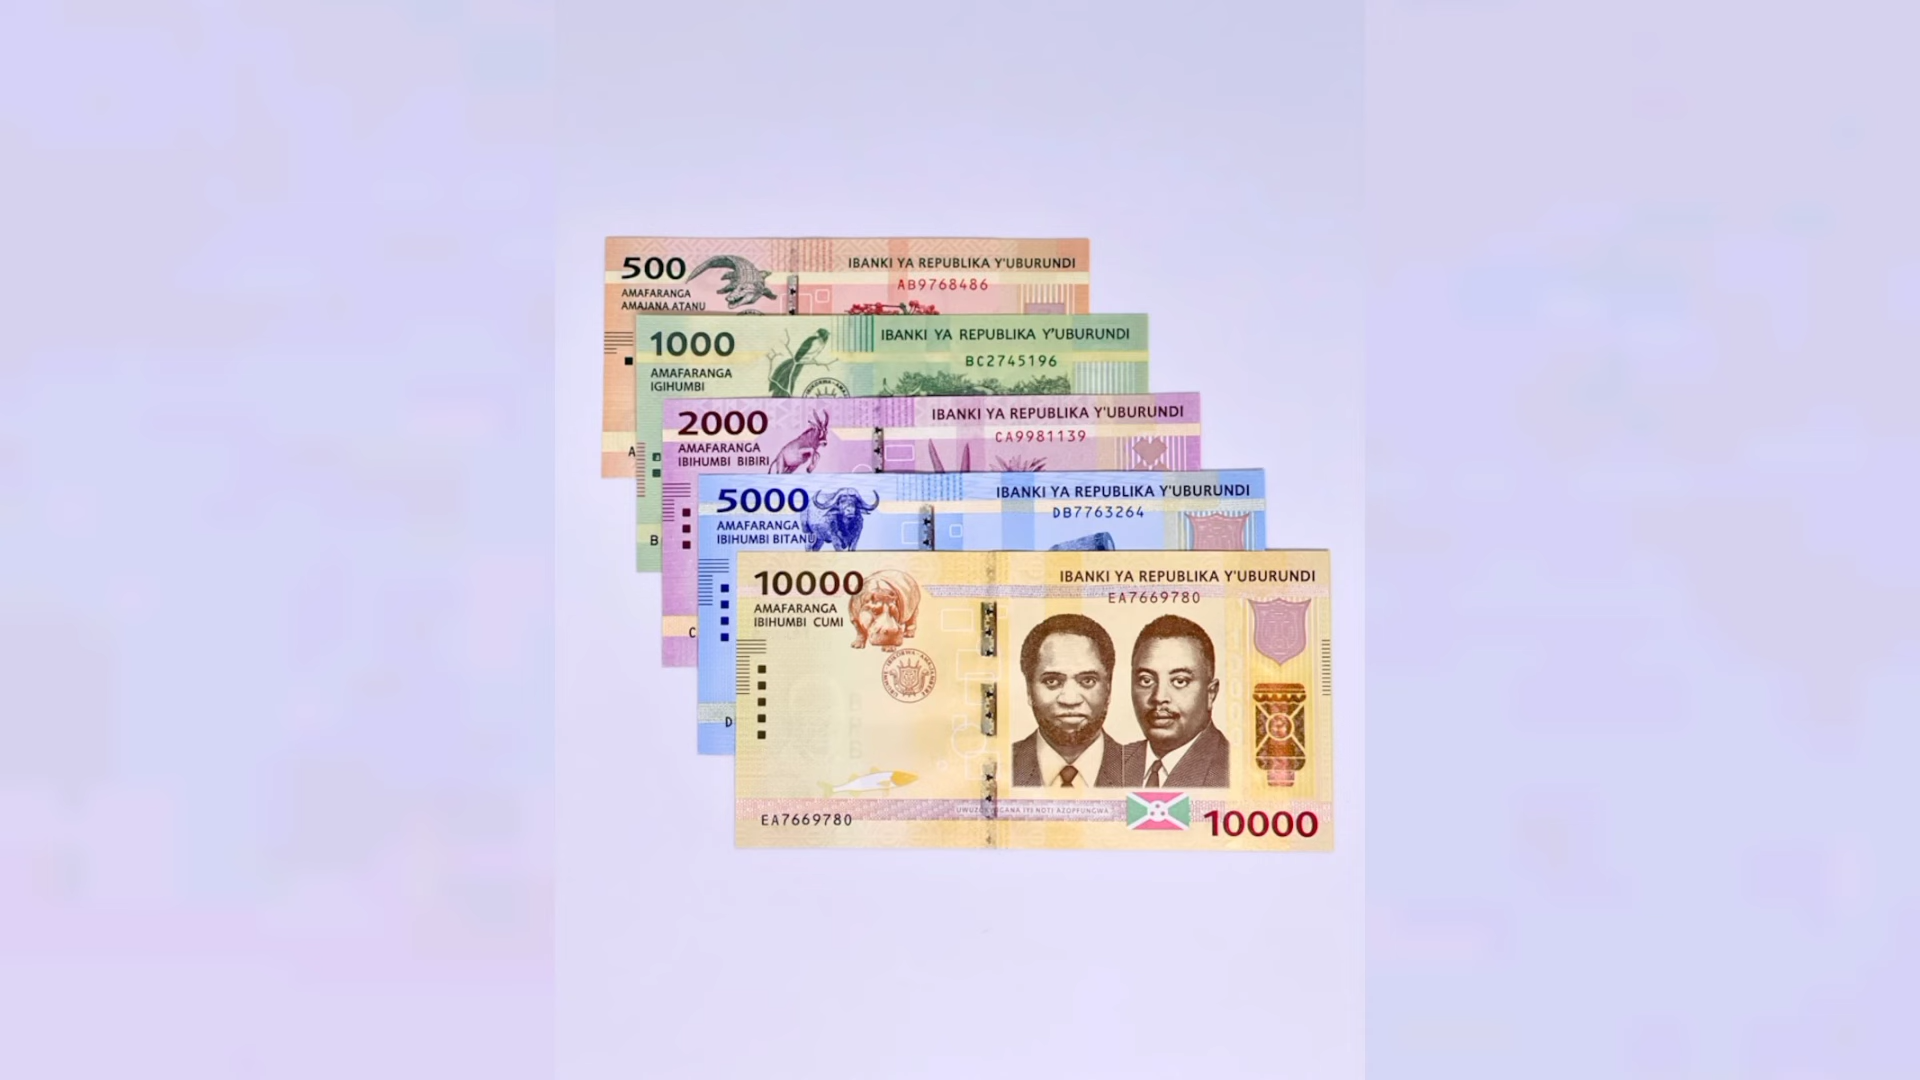 500
AMAFARANGA
AMAJANA ATANU
IBANKI YA REPUBLIKA Y'UBURUNDI
AB9768486
A
1000
AMAFARANGA
IGIHUMBI
IBANKI YA REPUBLIKA Y'UBURUNDI
BC2745196
B
2000
AMAFARANGA
IBIHUMBI BIBIRI
IBANKI YA REPUBLIKA Y'UBURUNDI
CA9981139
C
5000
AMAFARANGA
IBIHUMBI BITANU
IBANKI YA REPUBLIKA Y'UBURUNDI
DB7763264
D
10000
AMAFARANGA
IBIHUMBI CUMI
IBANKI YA REPUBLIKA Y'UBURUNDI
EA7669780
EA7669780
10000